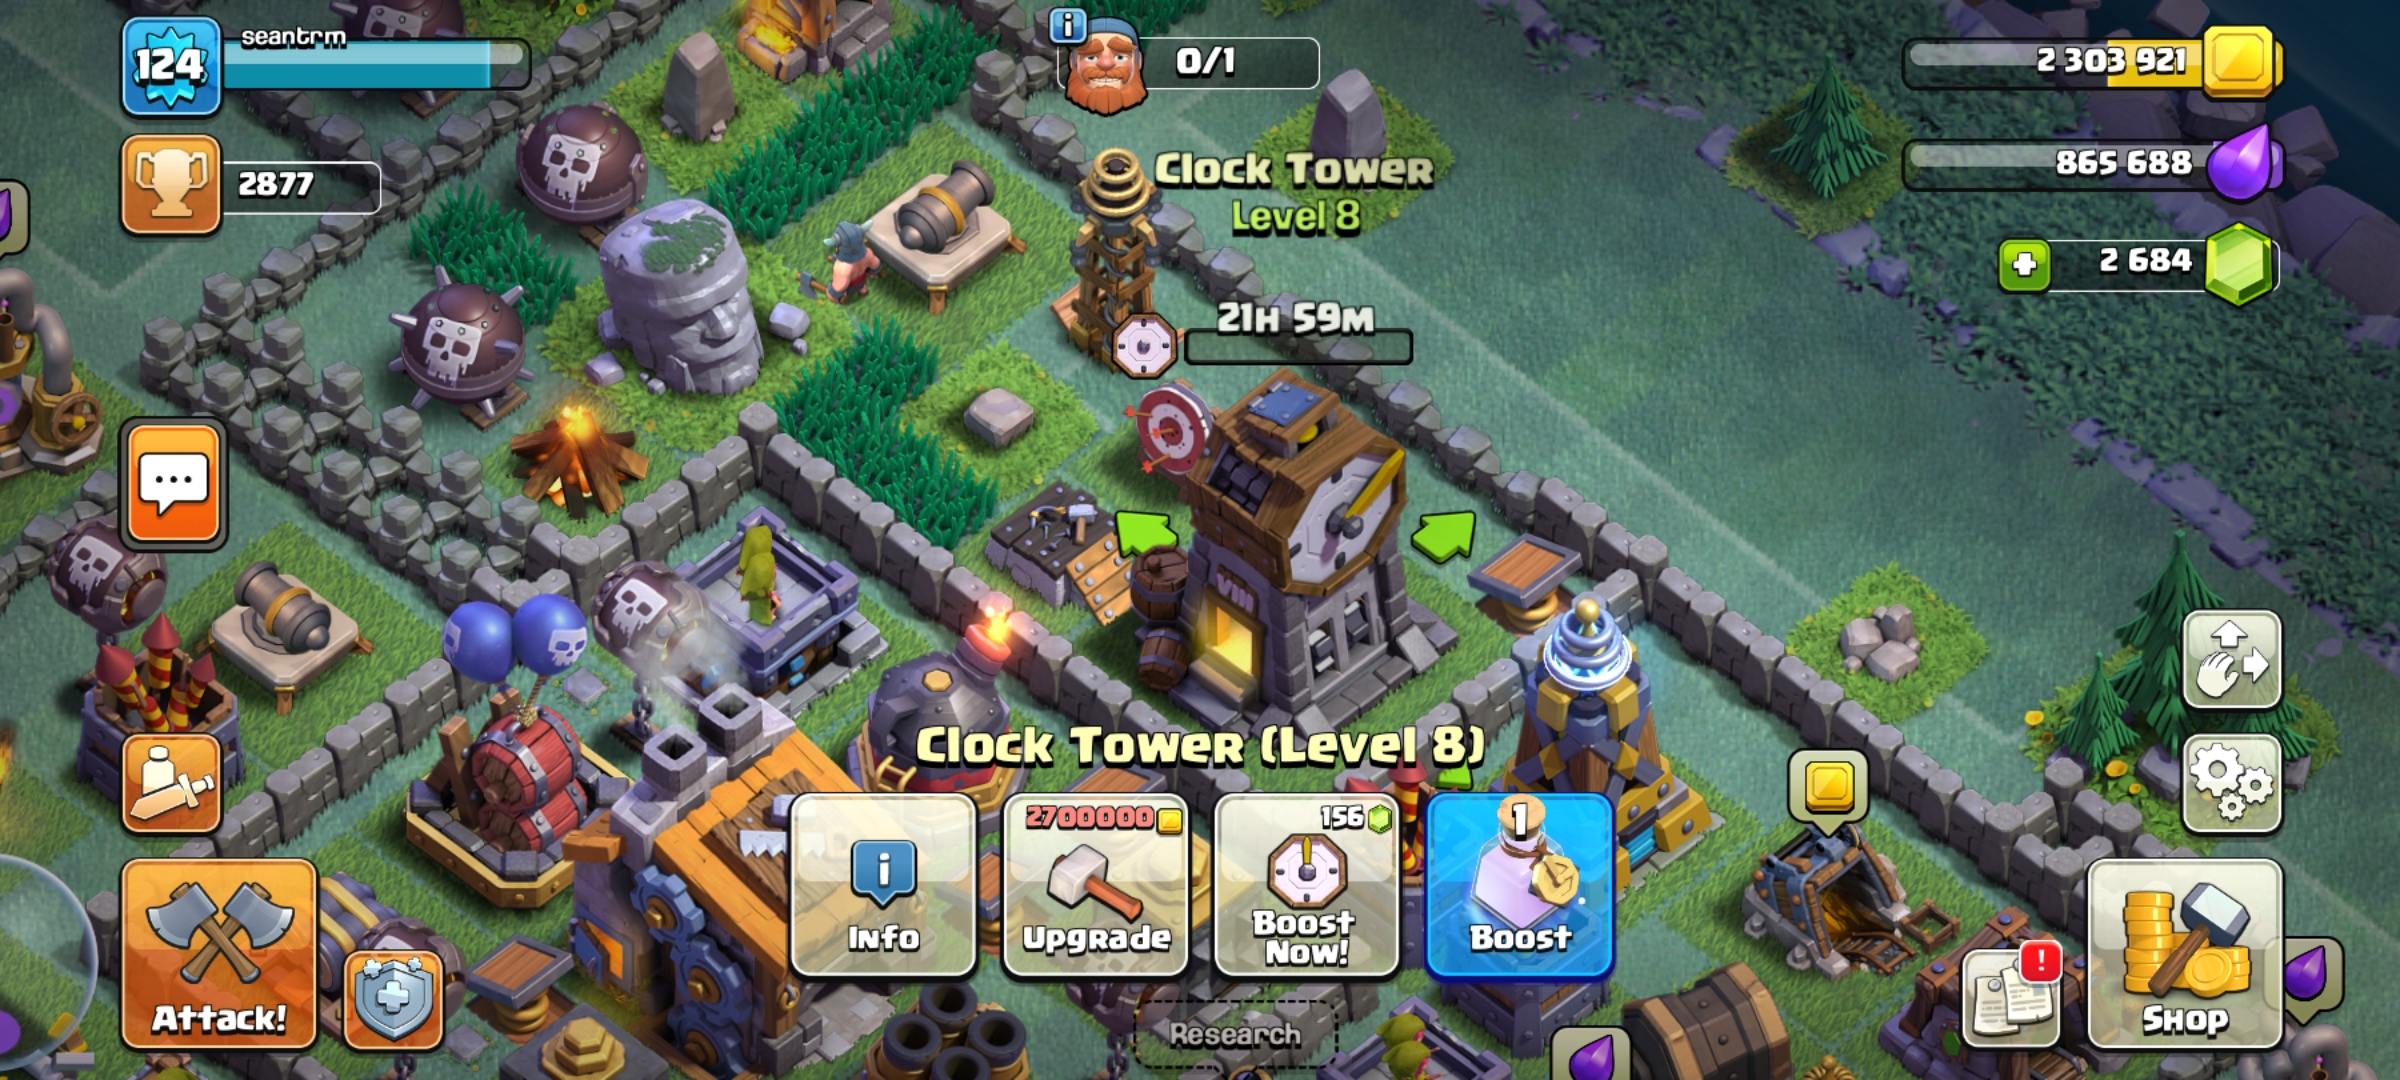 124
seantrm
0/1
2 303 921
2877
865 688
2 684
Clock Tower
Level 8
21H 59M
VIII
Clock Tower (Level 8)
Info
2700000
Upgrade
156
Boost
Now!
1
Boost
Attack!
Research
!
Shop